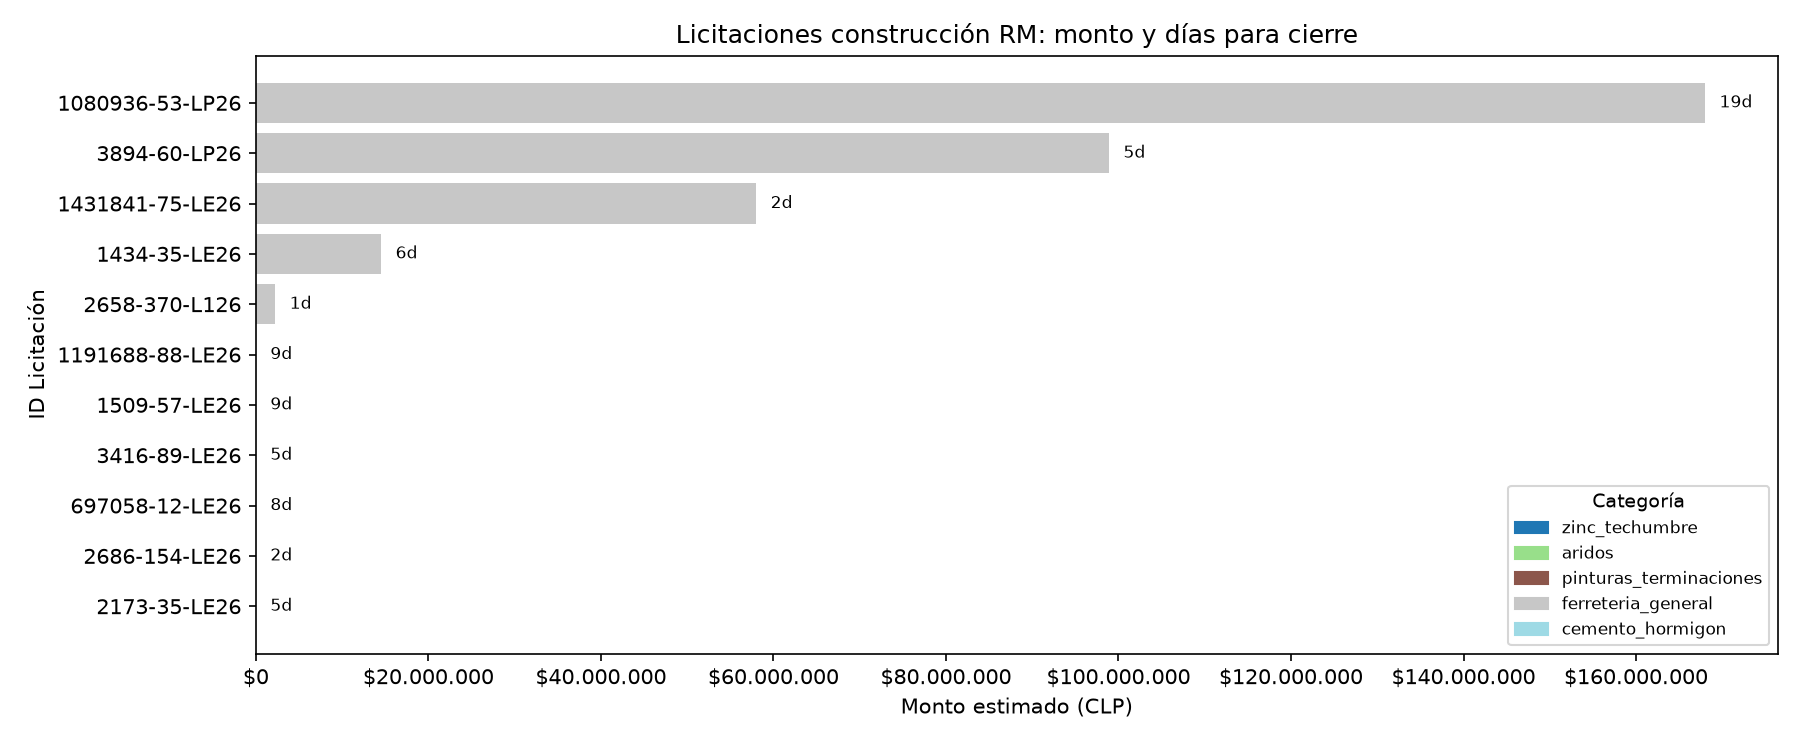 Licitaciones construcción RM: monto y días para cierre
ID Licitación
1080936-53-LP26 19d
3894-60-LP26 5d
1431841-75-LE26 2d
1434-35-LE26 6d
2658-370-L126 1d
1191688-88-LE26 9d
1509-57-LE26 9d
3416-89-LE26 5d
697058-12-LE26 8d
2686-154-LE26 2d
2173-35-LE26 5d
Categoría
zinc_techumbre
aridos
pinturas_terminaciones
ferreteria_general
cemento_hormigon
$0 $20.000.000 $40.000.000 $60.000.000 $80.000.000 $100.000.000 $120.000.000 $140.000.000 $160.000.000
Monto estimado (CLP)